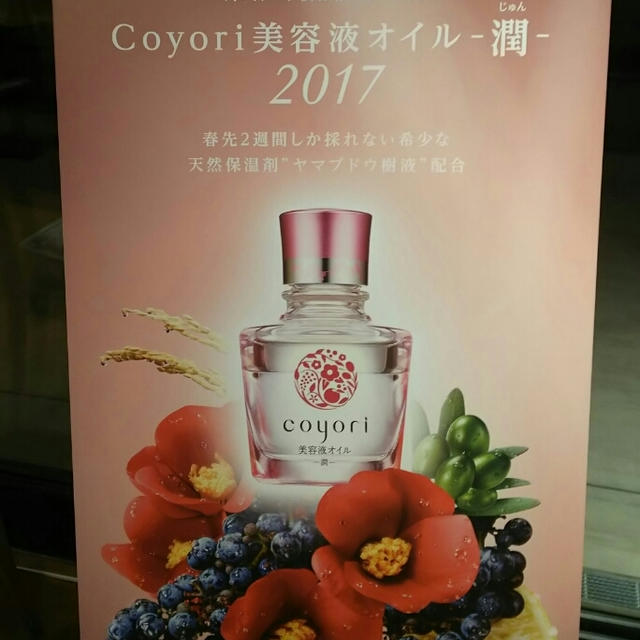 Coyori美容液オイル-潤-
じゅん
2017
春先2週間しか採れない希少な
天然保湿剤"ヤマブドウ樹液"配合
coyori
美容液オイル
-潤-